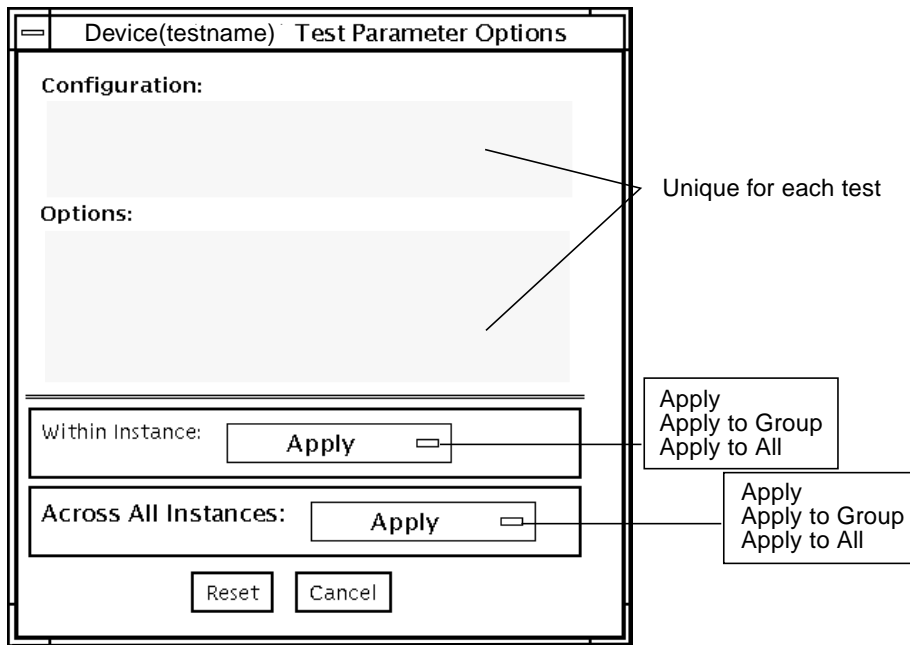 Device(testname) Test Parameter Options
Configuration:
Unique for each test
Options:
Within Instance:
Apply
Apply
Apply to Group
Apply to All
Across All Instances:
Apply
Apply
Apply to Group
Apply to All
Reset
Cancel